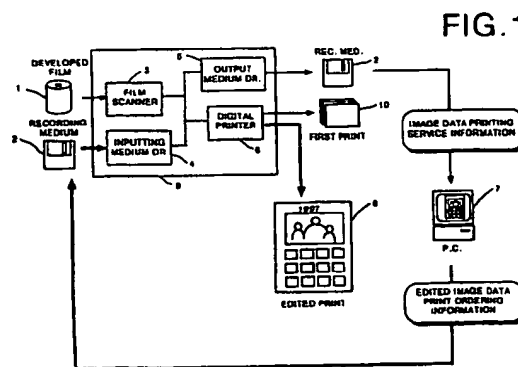 FIG. 1
DEVELOPED FILM
1
3
FILM SCANNER
5
OUTPUT MEDIUM DR.
REC. MED.
2
RECORDING MEDIUM
2
INPUTTING MEDIUM DR
4
DIGITAL PRINTER
6
10
FIRST PRINT
IMAGE DATA PRINTING SERVICE INFORMATION
9
1997
8
EDITED PRINT
7
P.C.
EDITED IMAGE DATA PRINT ORDERING INFORMATION